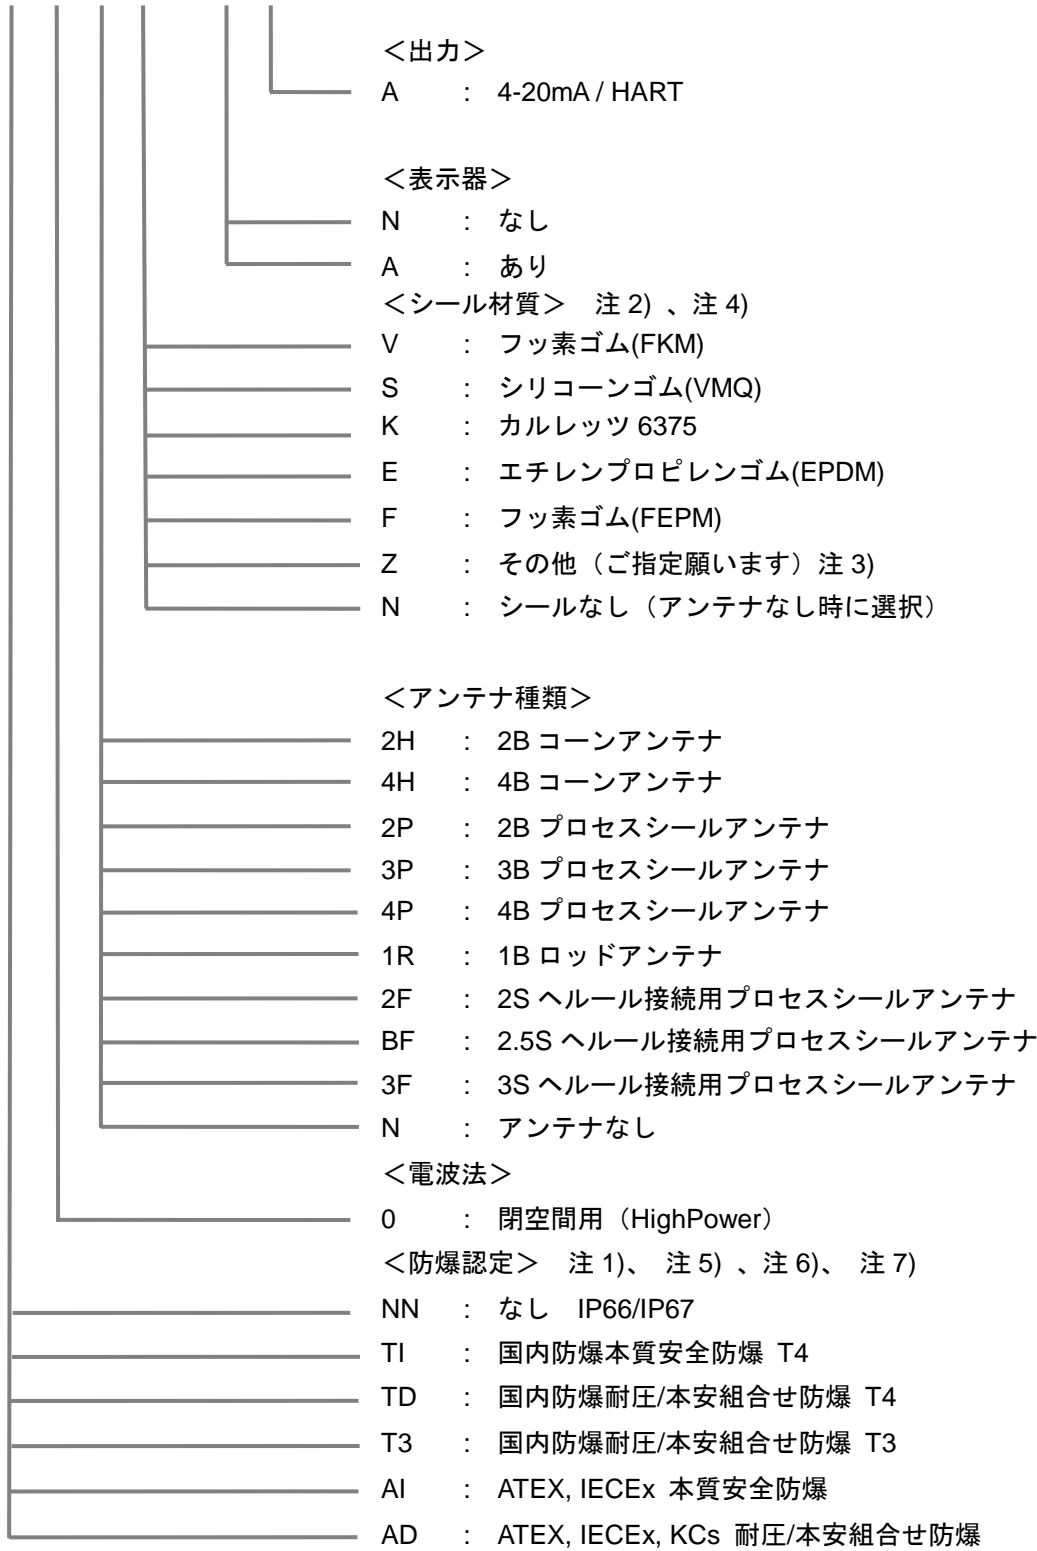 ＜出力＞
A : 4-20mA / HART
＜表示器＞
N : なし
A : あり
＜シール材質＞ 注 2) 、注 4)
V : フッ素ゴム(FKM)
S : シリコーンゴム(VMQ)
K : カルレッツ 6375
E : エチレンプロピレンゴム(EPDM)
F : フッ素ゴム(FEPM)
Z : その他（ご指定願います）注 3)
N : シールなし（アンテナなし時に選択）
＜アンテナ種類＞
2H : 2B コーンアンテナ
4H : 4B コーンアンテナ
2P : 2B プロセスシールアンテナ
3P : 3B プロセスシールアンテナ
4P : 4B プロセスシールアンテナ
1R : 1B ロッドアンテナ
2F : 2S ヘルール接続用プロセスシールアンテナ
BF : 2.5S ヘルール接続用プロセスシールアンテナ
3F : 3S ヘルール接続用プロセスシールアンテナ
N : アンテナなし
＜電波法＞
0 : 閉空間用（HighPower）
＜防爆認定＞ 注 1)、 注 5) 、注 6)、 注 7)
NN : なし IP66/IP67
TI : 国内防爆本質安全防爆 T4
TD : 国内防爆耐圧/本安組合せ防爆 T4
T3 : 国内防爆耐圧/本安組合せ防爆 T3
AI : ATEX, IECEx 本質安全防爆
AD : ATEX, IECEx, KCs 耐圧/本安組合せ防爆